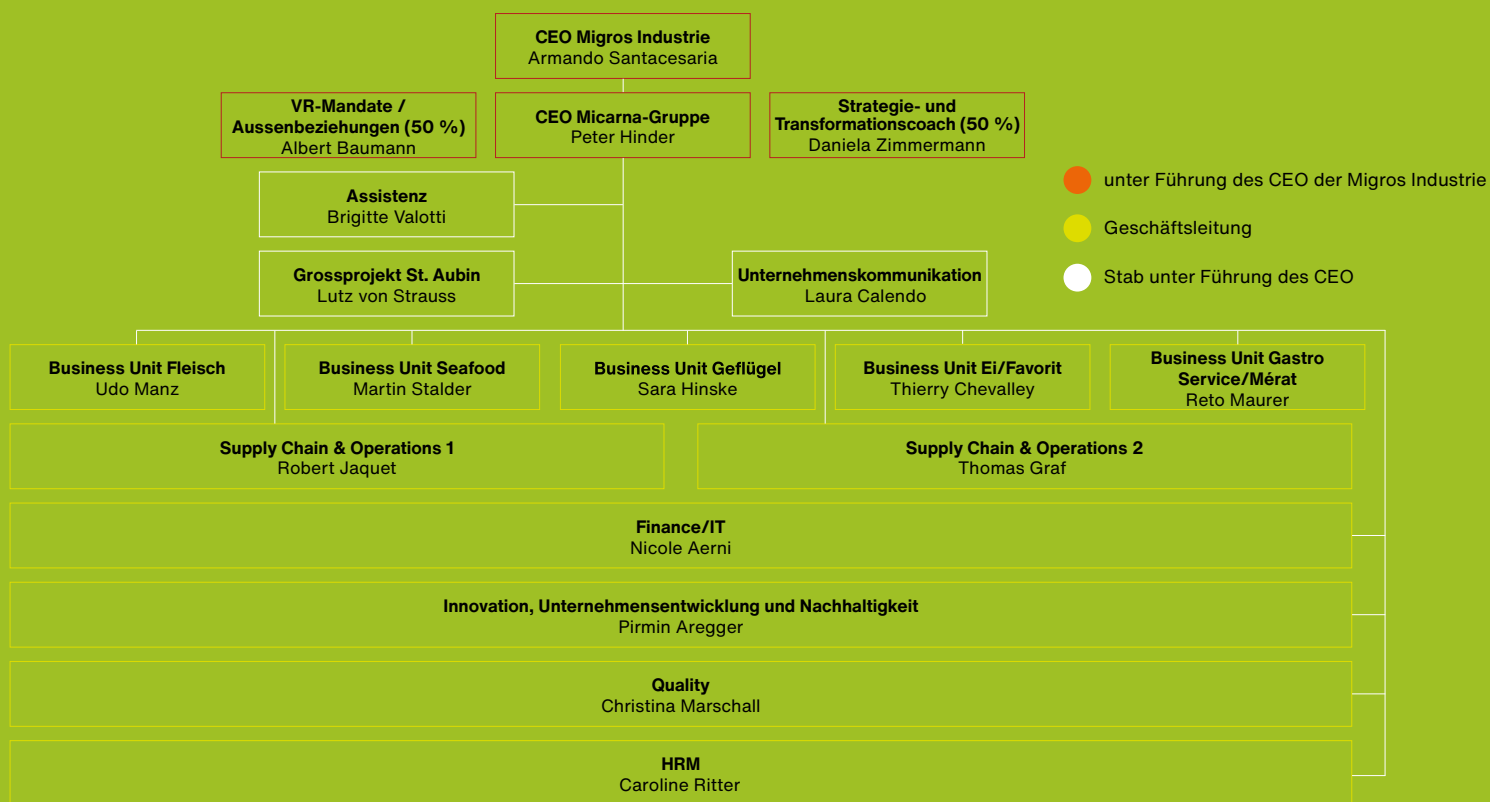 CEO Migros Industrie
Armando Santacesaria
VR-Mandate /
Aussenbeziehungen (50 %)
Albert Baumann
CEO Micarna-Gruppe
Peter Hinder
Strategie- und
Transformationscoach (50 %)
Daniela Zimmermann
Assistenz
Brigitte Valotti
Grossprojekt St. Aubin
Lutz von Strauss
Unternehmenskommunikation
Laura Calendo
unter Führung des CEO der Migros Industrie
Geschäftsleitung
Stab unter Führung des CEO
Business Unit Fleisch
Udo Manz
Business Unit Seafood
Martin Stalder
Business Unit Geflügel
Sara Hinske
Business Unit Ei/Favorit
Thierry Chevalley
Business Unit Gastro
Service/Mérat
Reto Maurer
Supply Chain & Operations 1
Robert Jaquet
Supply Chain & Operations 2
Thomas Graf
Finance/IT
Nicole Aerni
Innovation, Unternehmensentwicklung und Nachhaltigkeit
Pirmin Aregger
Quality
Christina Marschall
HRM
Caroline Ritter